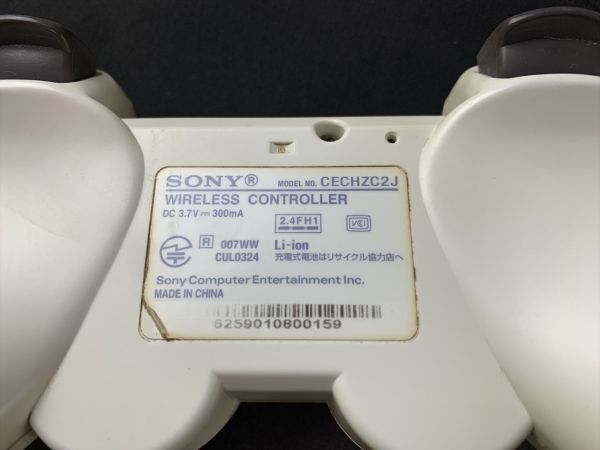 SONY® MODEL NO. CECHZC2J
WIRELESS CONTROLLER
DC 3.7V⎓300mA
2.4FH1
VCCI
R 007WW
CUL0324
Li-ion
充電式電池はリサイクル協力店へ
Sony Computer Entertainment Inc.
MADE IN CHINA
6259010800159